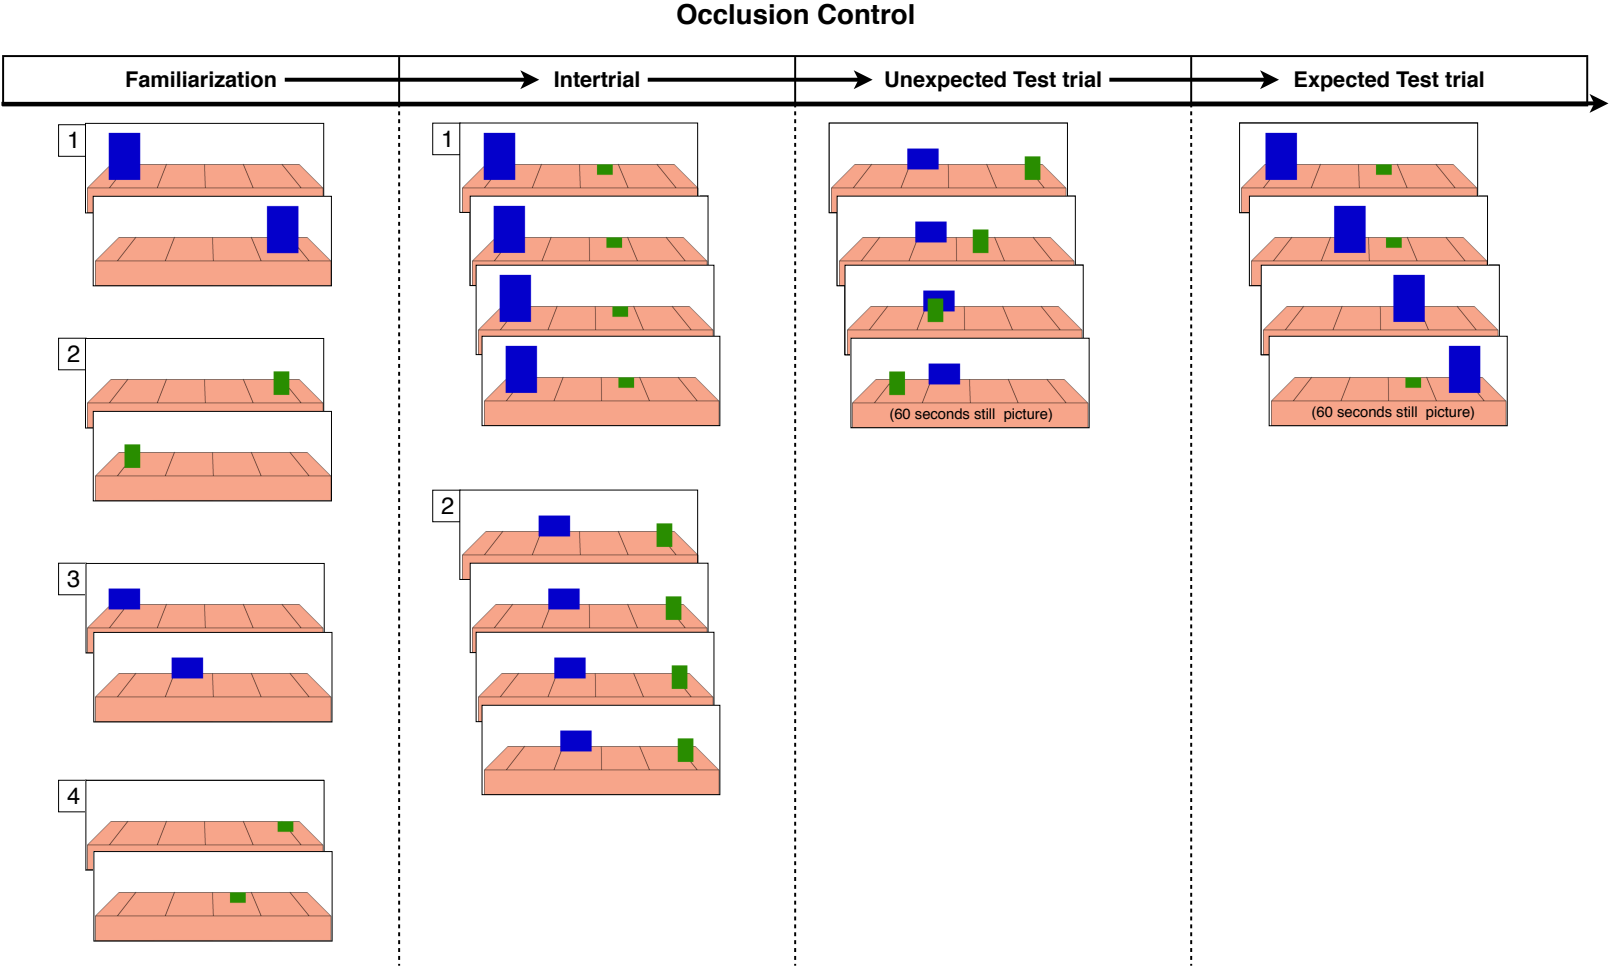 Occlusion Control
Familiarization
Intertrial
Unexpected Test trial
Expected Test trial
1
2
3
4
1
2
(60 seconds still picture)
(60 seconds still picture)